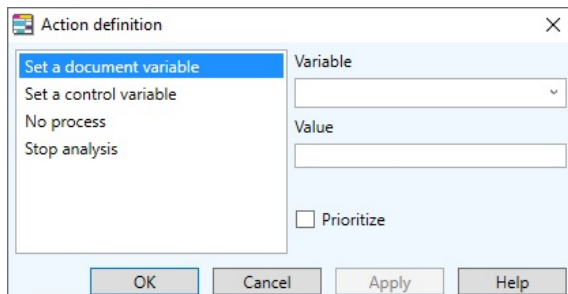 Action definition
Set a document variable
Set a control variable
No process
Stop analysis
Variable
Value
Prioritize
OK
Cancel
Apply
Help